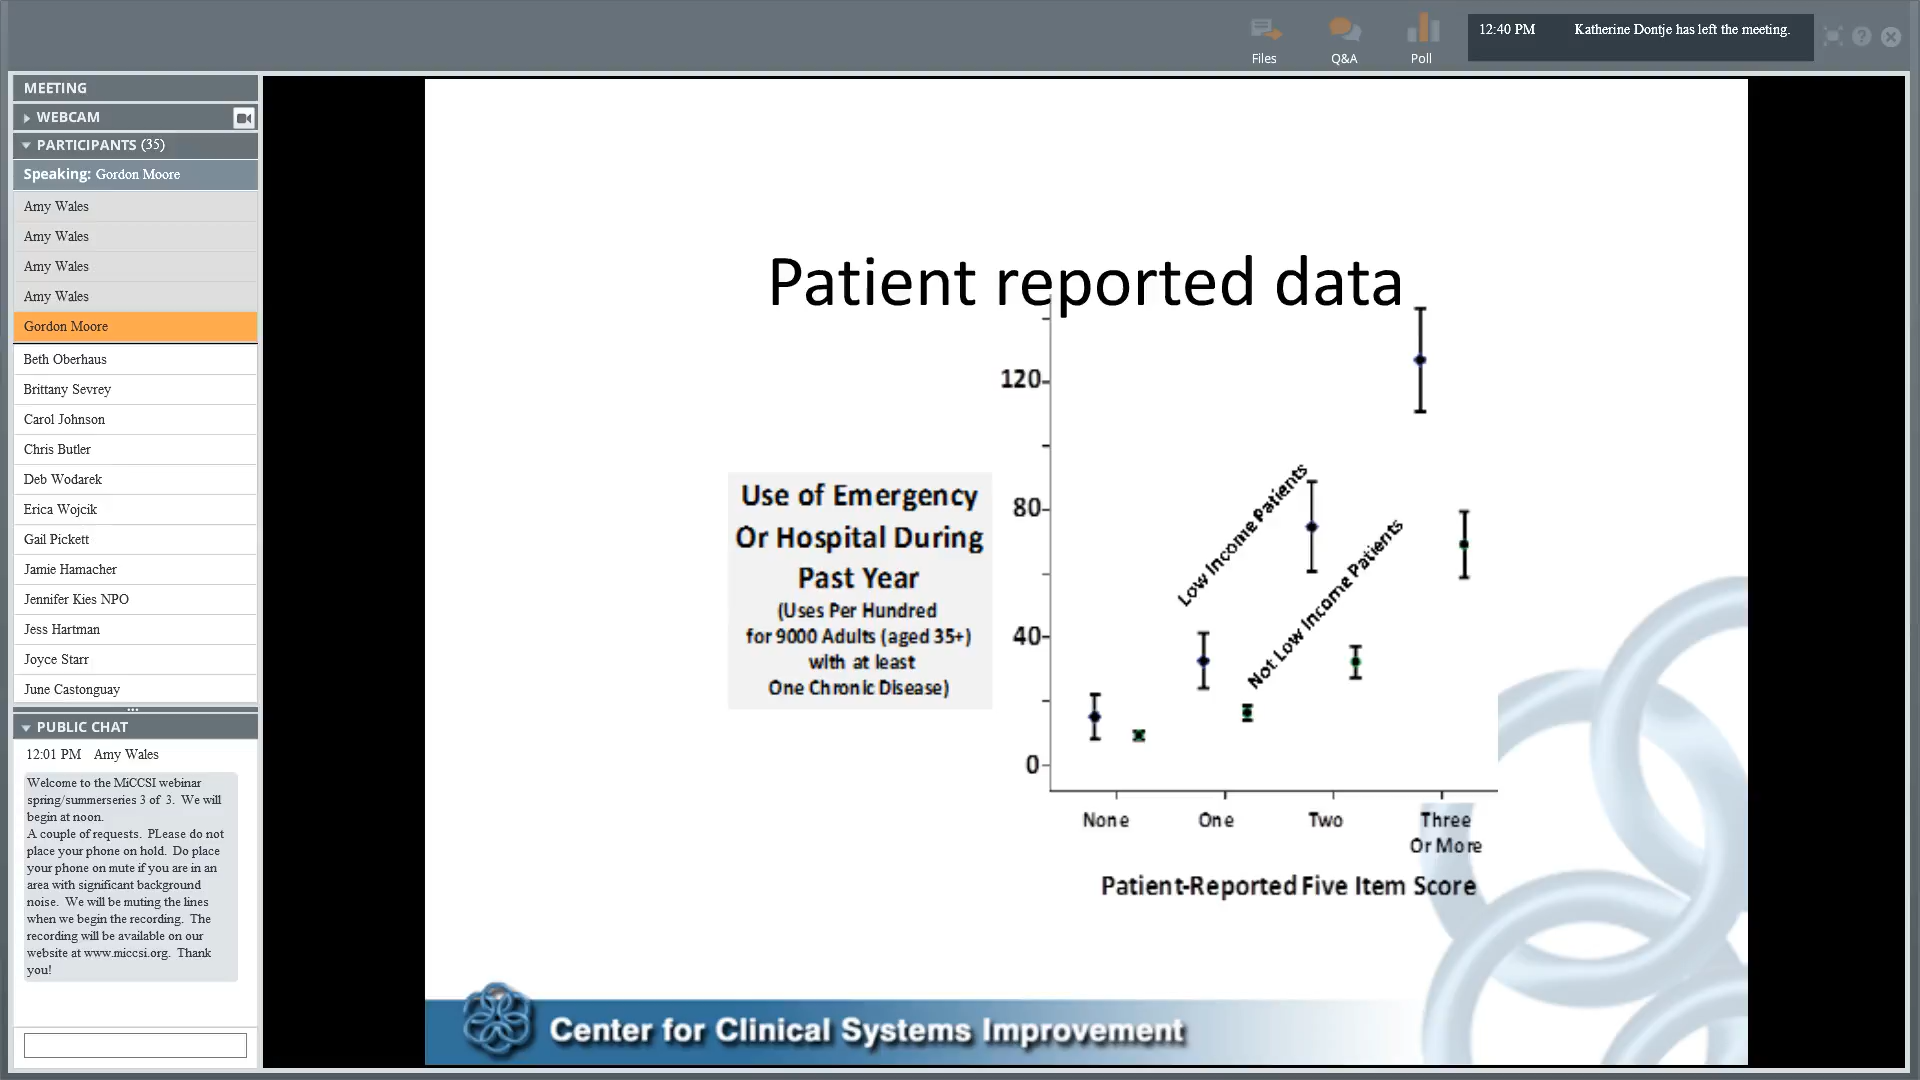 Files
Q&A
Poll
12:40 PM Katherine Dontje has left the meeting.
MEETING
WEBCAM
PARTICIPANTS (35)
Speaking: Gordon Moore
Amy Wales
Amy Wales
Amy Wales
Amy Wales
Gordon Moore
Beth Oberhaus
Brittany Sevrey
Carol Johnson
Chris Butler
Deb Wodarek
Erica Wojcik
Gail Pickett
Jamie Hamacher
Jennifer Kies NPO
Jess Hartman
Joyce Starr
June Castonguay
PUBLIC CHAT
12:01 PM Amy Wales
Welcome to the MiCCSI webinar
spring/summerseries 3 of 3. We will
begin at noon.
A couple of requests. PLease do not
place your phone on hold. Do place
your phone on mute if you are in an
area with significant background
noise. We will be muting the lines
when we begin the recording. The
recording will be available on our
website at www.miccsi.org. Thank
you!
Patient reported data
Use of Emergency
Or Hospital During
Past Year
(Uses Per Hundred
for 9000 Adults (aged 35+)
with at least
One Chronic Disease)
120
80
40
0
Low Income Patients
Not Low Income Patients
None
One
Two
Three
Or More
Patient-Reported Five Item Score
Center for Clinical Systems Improvement